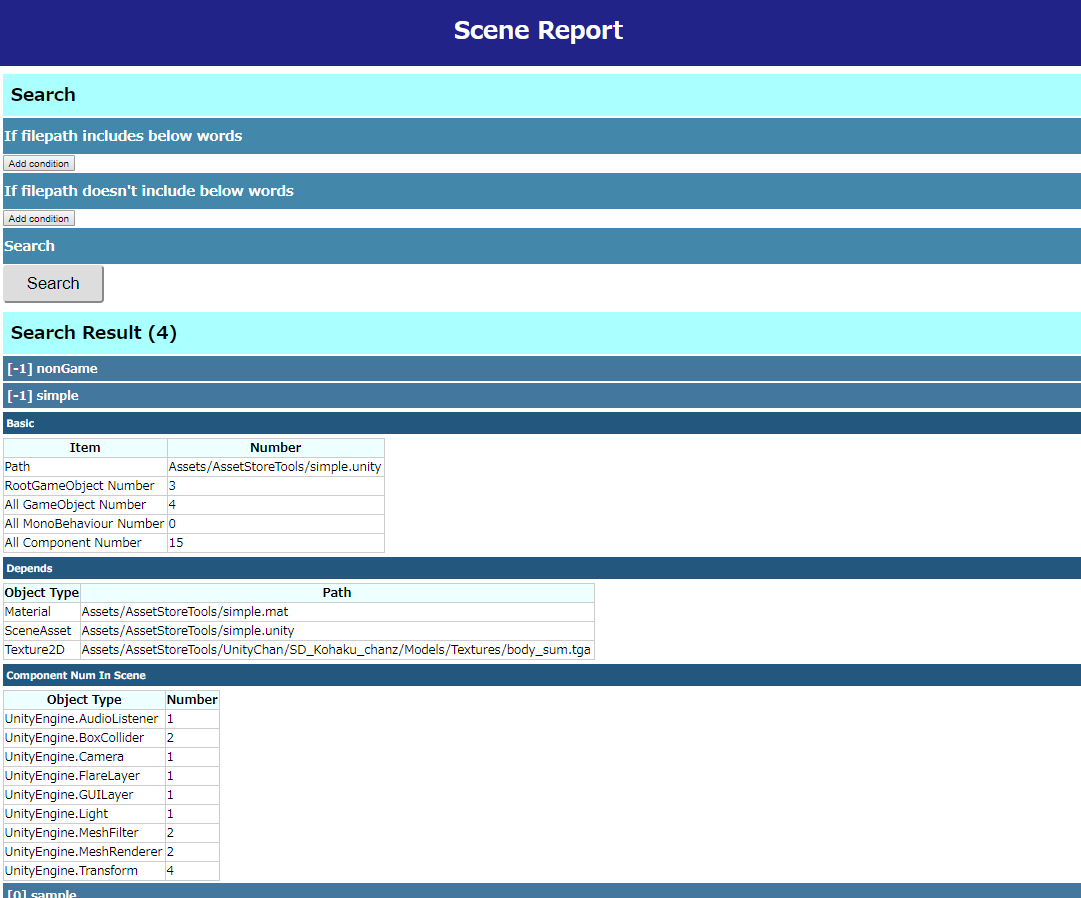 Scene Report
Search
If filepath includes below words
Add condition
If filepath doesn't include below words
Add condition
Search
Search
Search Result (4)
[-1] nonGame
[-1] simple
Basic
Item Number
Path Assets/AssetStoreTools/simple.unity
RootGameObject Number 3
All GameObject Number 4
All MonoBehaviour Number 0
All Component Number 15
Depends
Object Type Path
Material Assets/AssetStoreTools/simple.mat
SceneAsset Assets/AssetStoreTools/simple.unity
Texture2D Assets/AssetStoreTools/UnityChan/SD_Kohaku_chanz/Models/Textures/body_sum.tga
Component Num In Scene
Object Type Number
UnityEngine.AudioListener 1
UnityEngine.BoxCollider 2
UnityEngine.Camera 1
UnityEngine.FlareLayer 1
UnityEngine.GUILayer 1
UnityEngine.Light 1
UnityEngine.MeshFilter 2
UnityEngine.MeshRenderer 2
UnityEngine.Transform 4
[0] sample